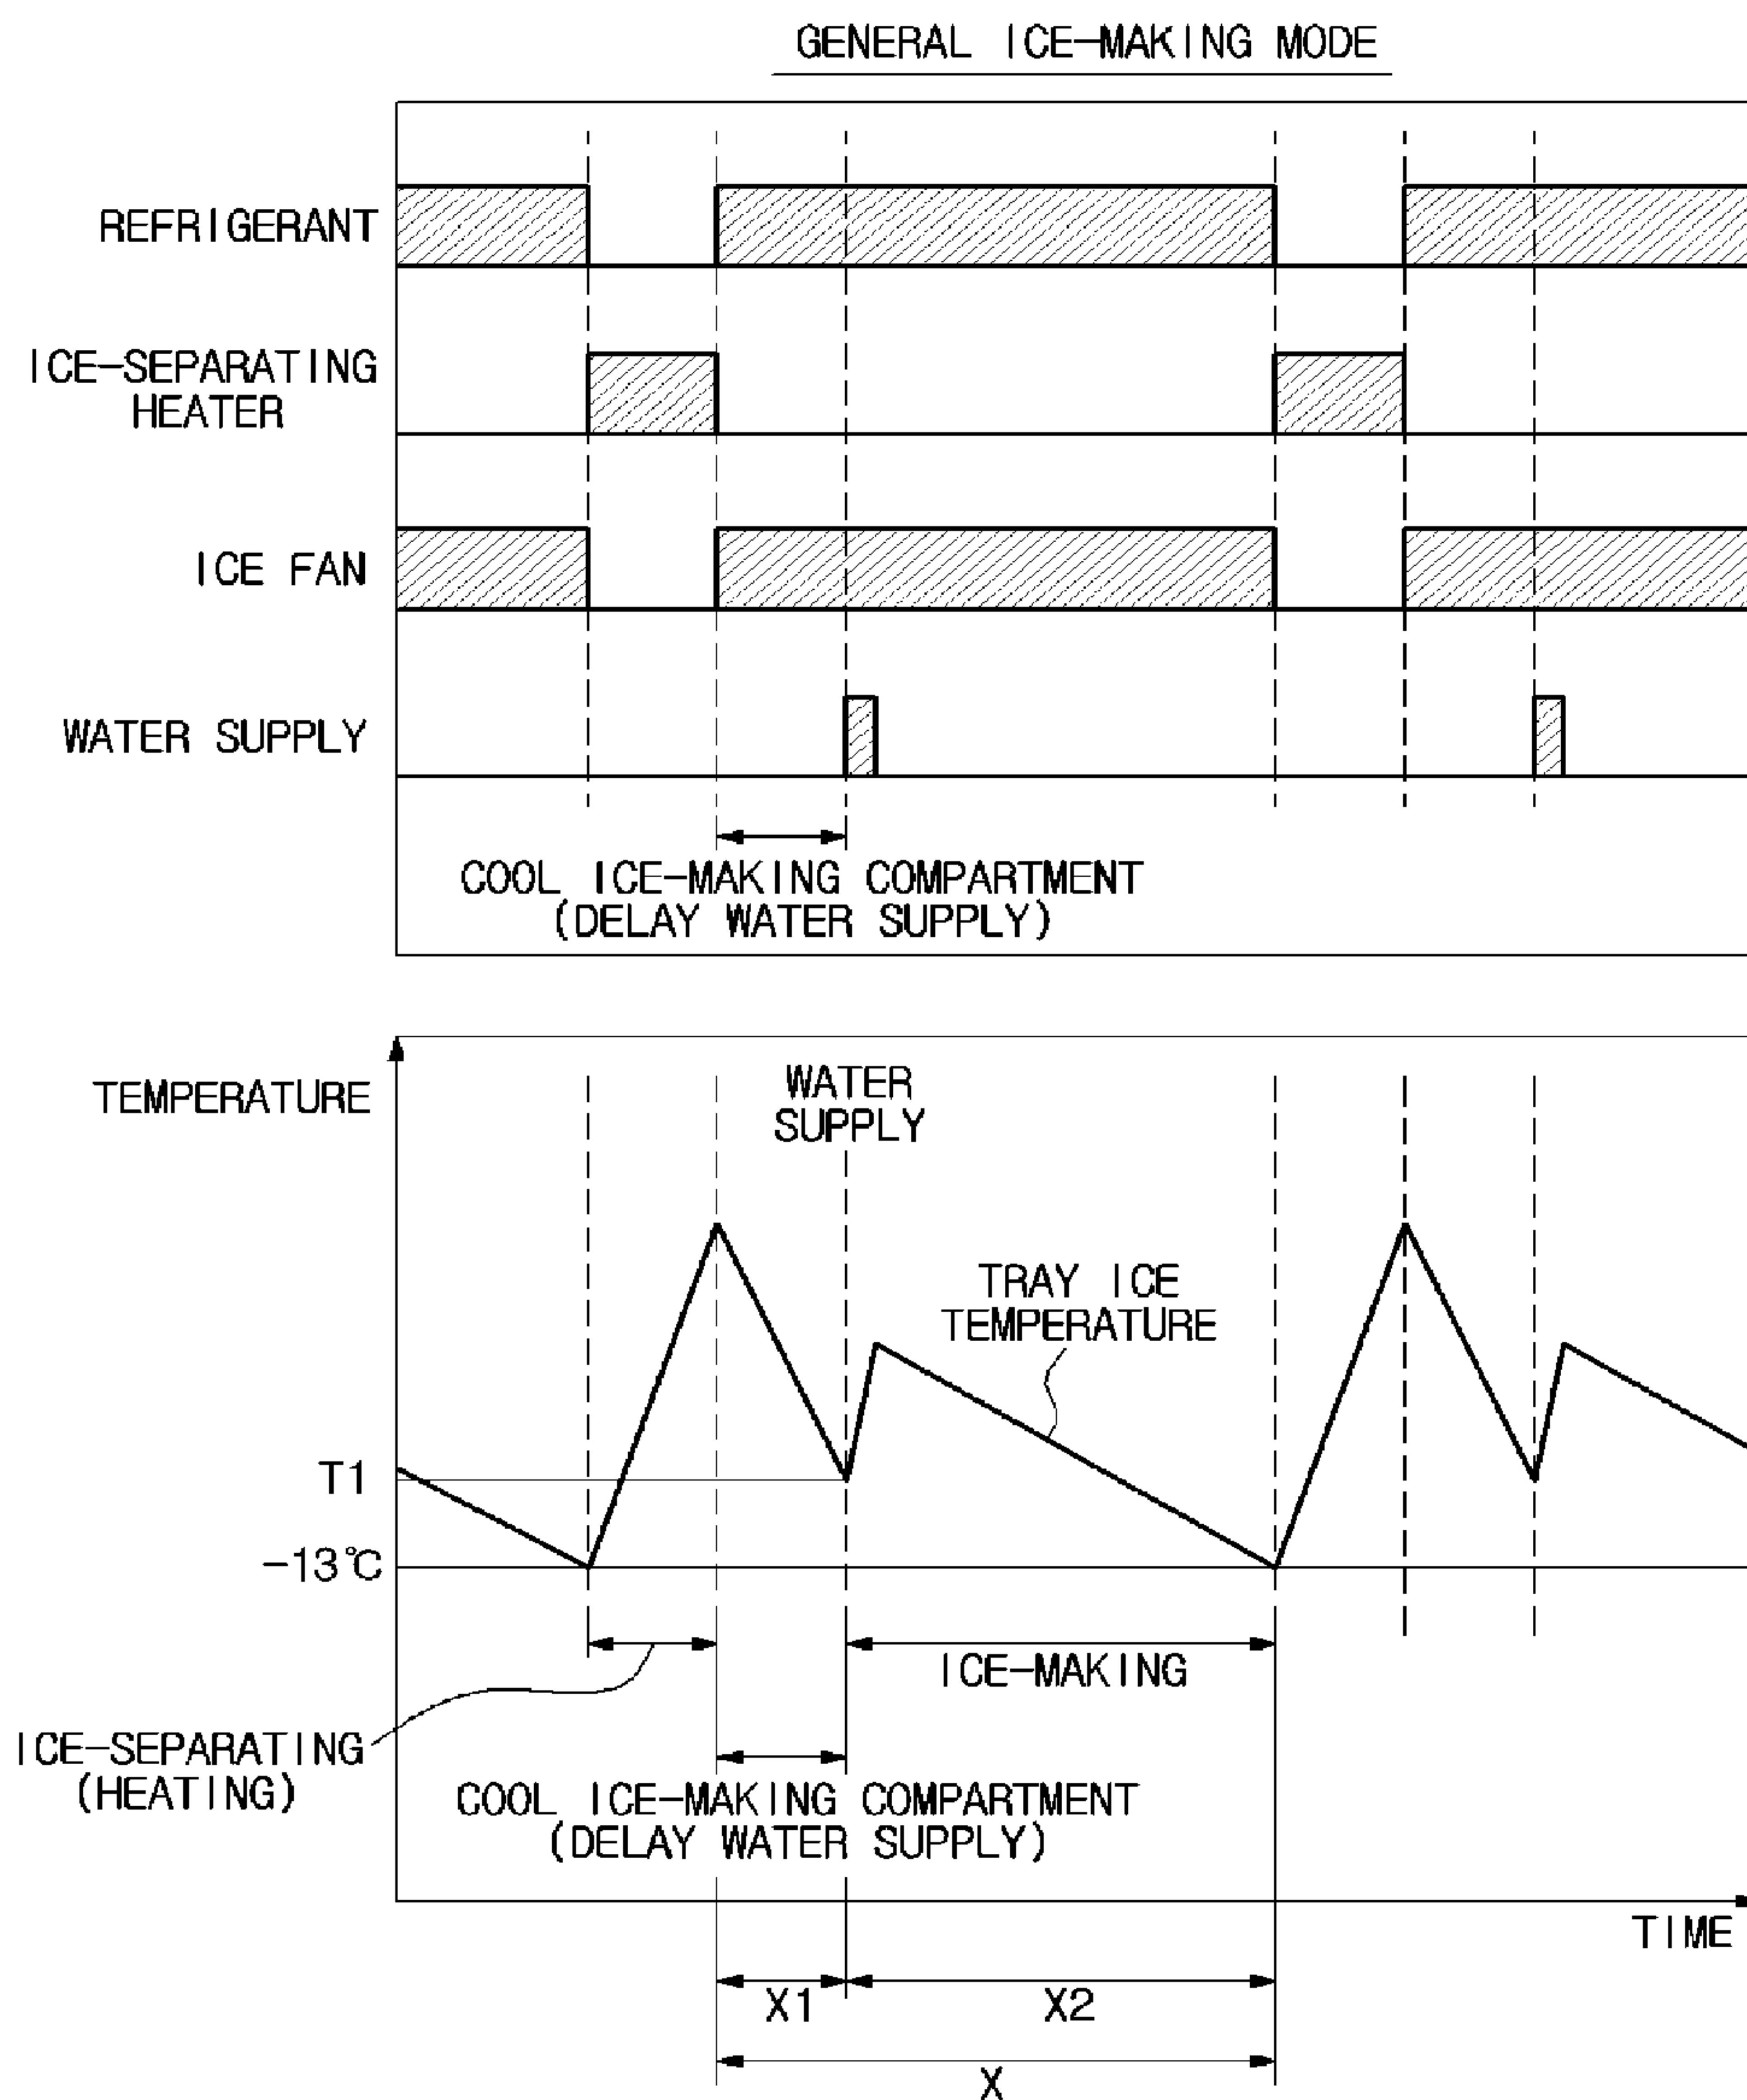 GENERAL ICE-MAKING MODE
REFRIGERANT
ICE-SEPARATING
HEATER
ICE FAN
WATER SUPPLY
COOL ICE-MAKING COMPARTMENT
(DELAY WATER SUPPLY)
TEMPERATURE
WATER
SUPPLY
TRAY ICE
TEMPERATURE
T1
-13℃
ICE-MAKING
ICE-SEPARATING
(HEATING)
COOL ICE-MAKING COMPARTMENT
(DELAY WATER SUPPLY)
TIME
X1
X2
X